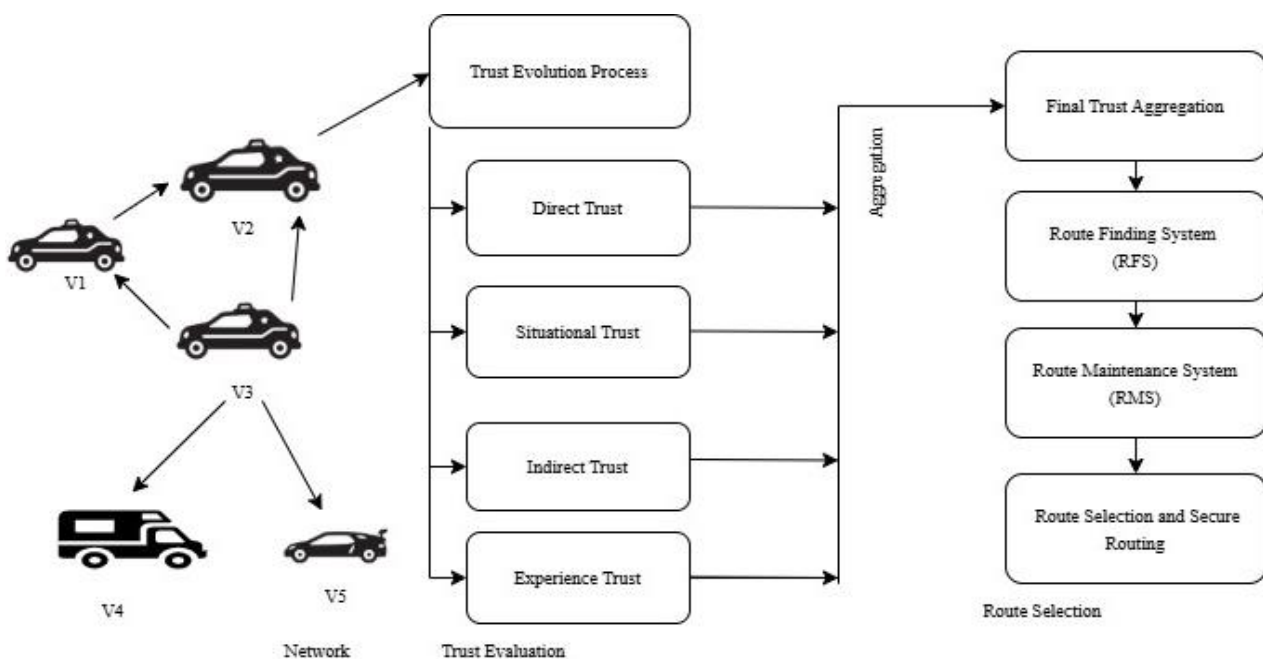 V1
V2
V3
V4
V5
Network
Trust Evolution Process
Direct Trust
Situational Trust
Indirect Trust
Experience Trust
Trust Evaluation
Aggregation
Final Trust Aggregation
Route Finding System
(RFS)
Route Maintenance System
(RMS)
Route Selection and Secure
Routing
Route Selection